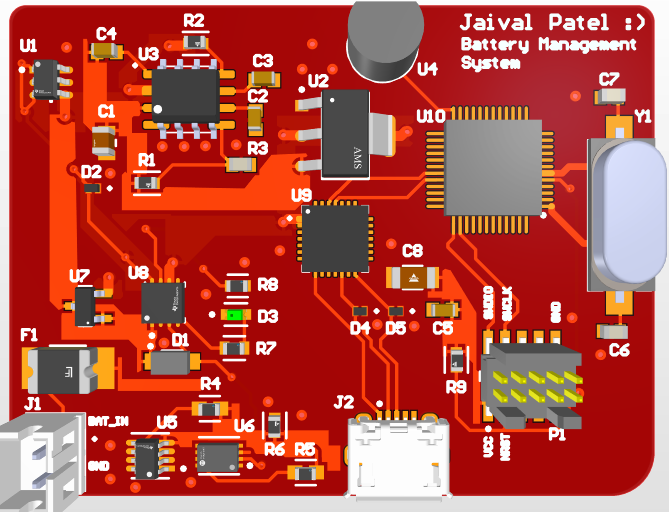 Jaival Patel :)
Battery Management
System
U1
C4
U3
R2
C3
C2
U2
U4
U10
C7
Y1
C1
AMS
R3
D2
R1
U9
U7
U8
R8
C8
SWDIO
SWCLK
GND
D3
D4
D5
C5
F1
D1
R7
C6
R9
J1
R4
J2
BAT_IN
U5
U6
R6
R5
P1
GND
VCC
NRST